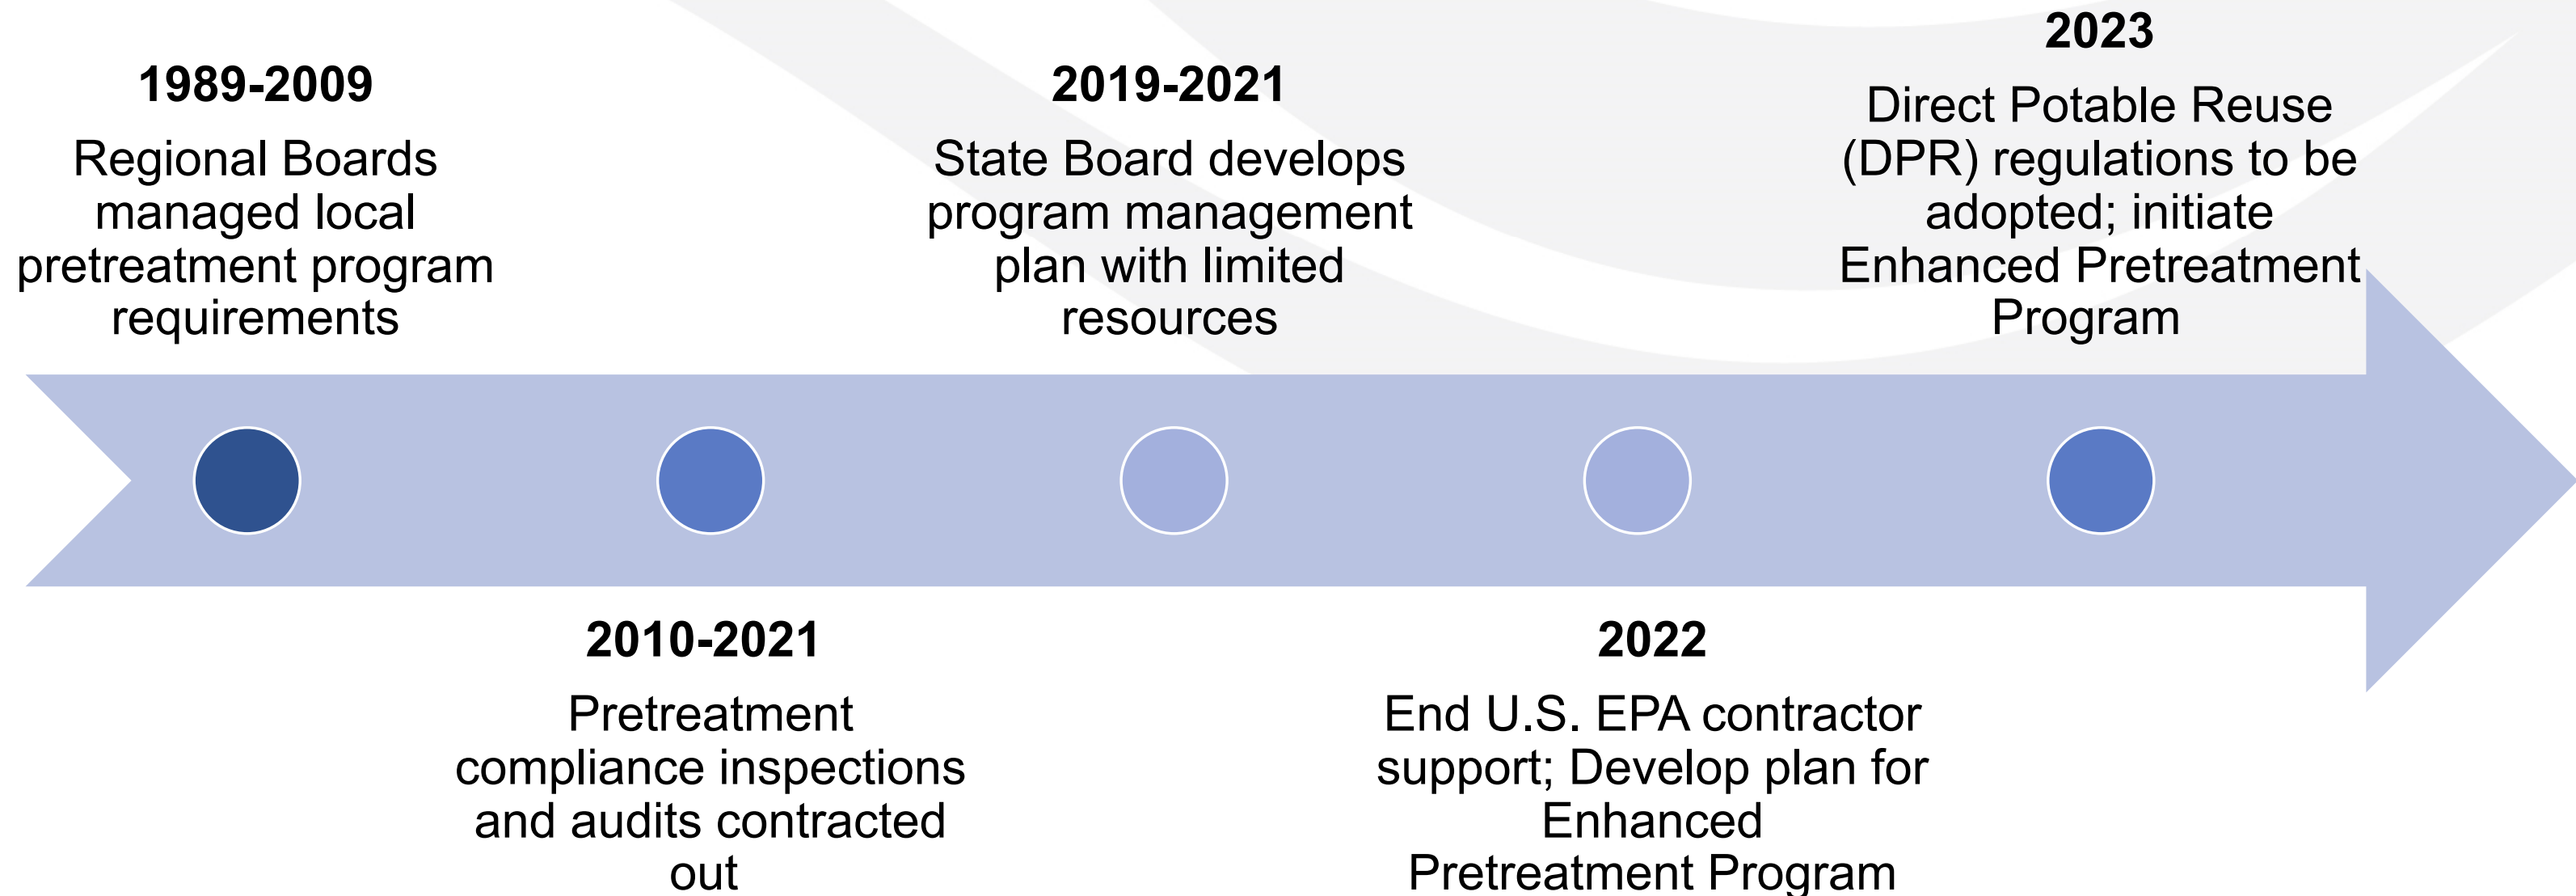 1989-2009
Regional Boards
managed local
pretreatment program
requirements
2010-2021
Pretreatment
compliance inspections
and audits contracted
out
2019-2021
State Board develops
program management
plan with limited
resources
2022
End U.S. EPA contractor
support; Develop plan for
Enhanced
Pretreatment Program
2023
Direct Potable Reuse
(DPR) regulations to be
adopted; initiate
Enhanced Pretreatment
Program